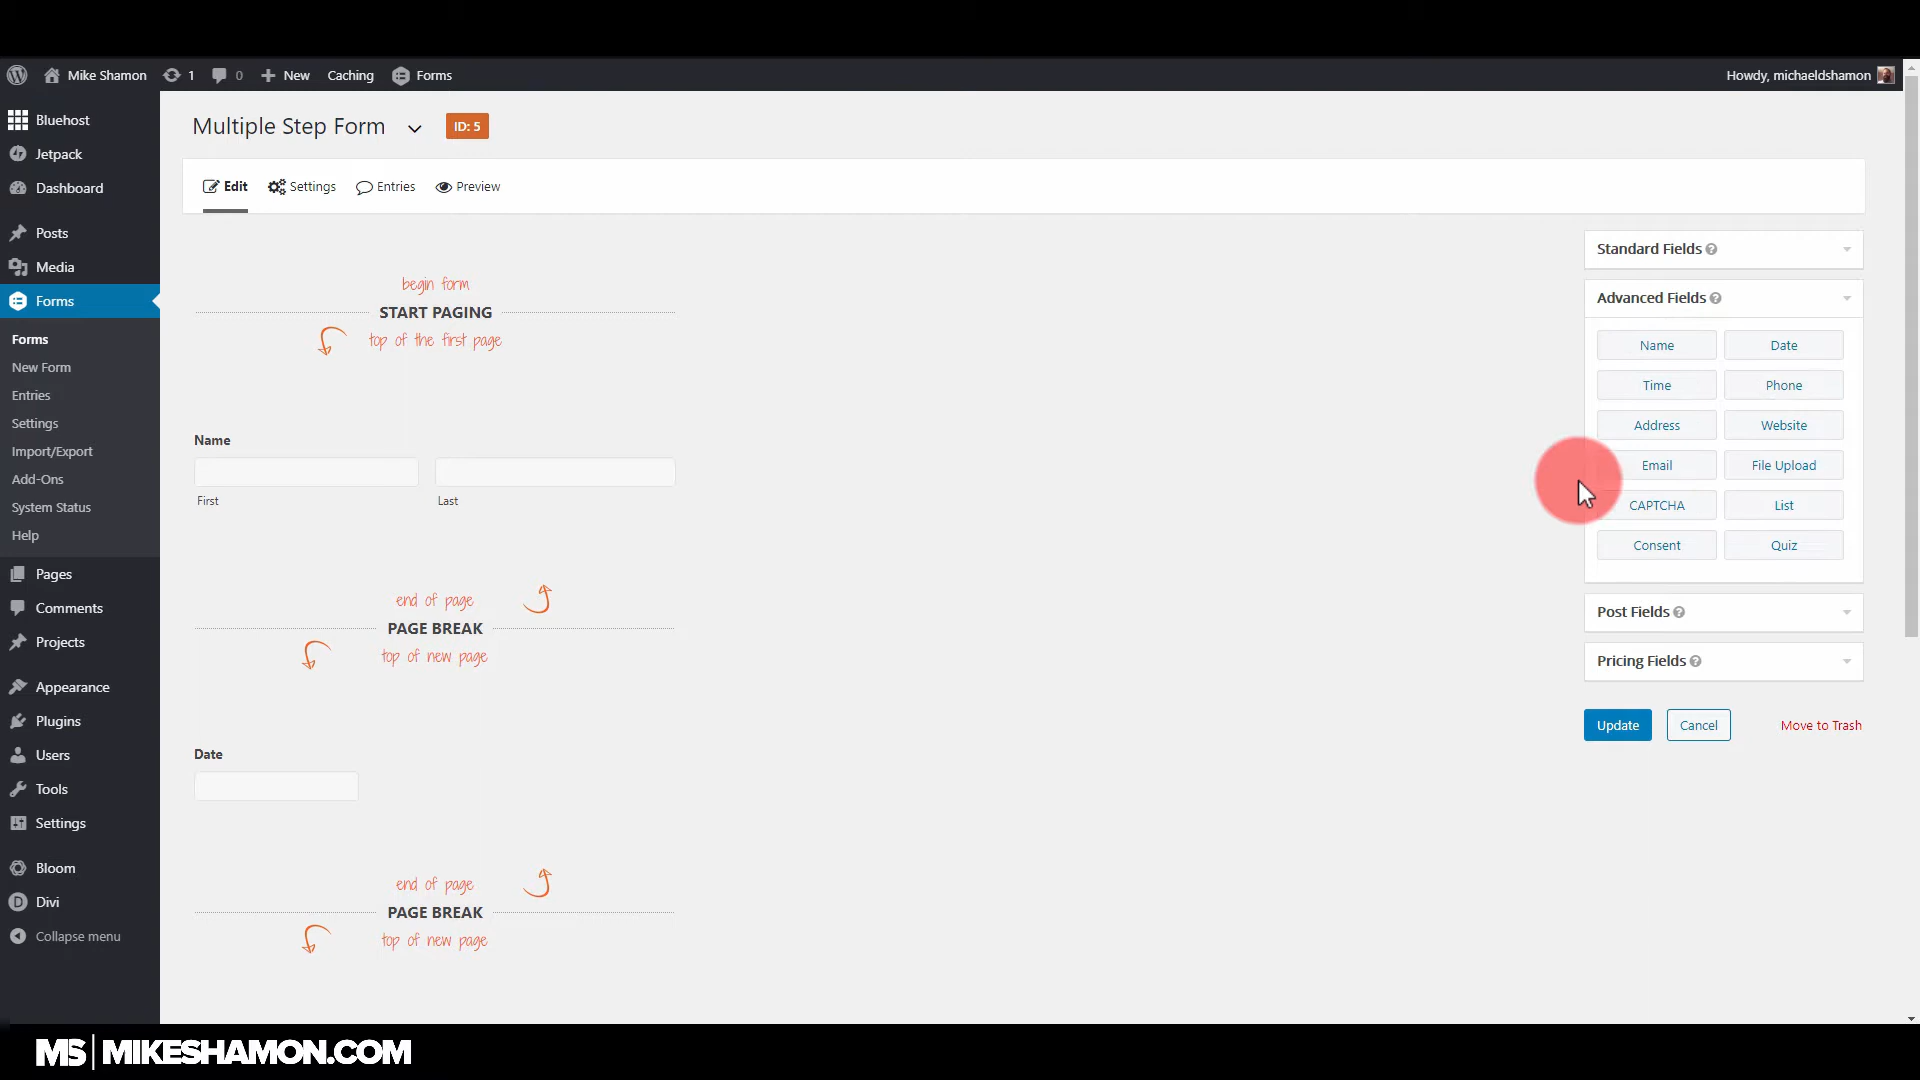 Mike Shamon 1 0 New Caching Forms Howdy, michaeldshamon
Bluehost
Jetpack
Dashboard
Posts
Media
Forms
Forms
New Form
Entries
Settings
Import/Export
Add-Ons
System Status
Help
Pages
Comments
Projects
Appearance
Plugins
Users
Tools
Settings
Bloom
Divi
Collapse menu
Multiple Step Form ID: 5
Edit Settings Entries Preview
begin form
START PAGING
top of the first page
Name
First Last
end of page
PAGE BREAK
top of new page
Date
end of page
PAGE BREAK
top of new page
Standard Fields
Advanced Fields
Name Date
Time Phone
Address Website
Email File Upload
CAPTCHA List
Consent Quiz
Post Fields
Pricing Fields
Update Cancel Move to Trash
MS MIKESHAMON.COM